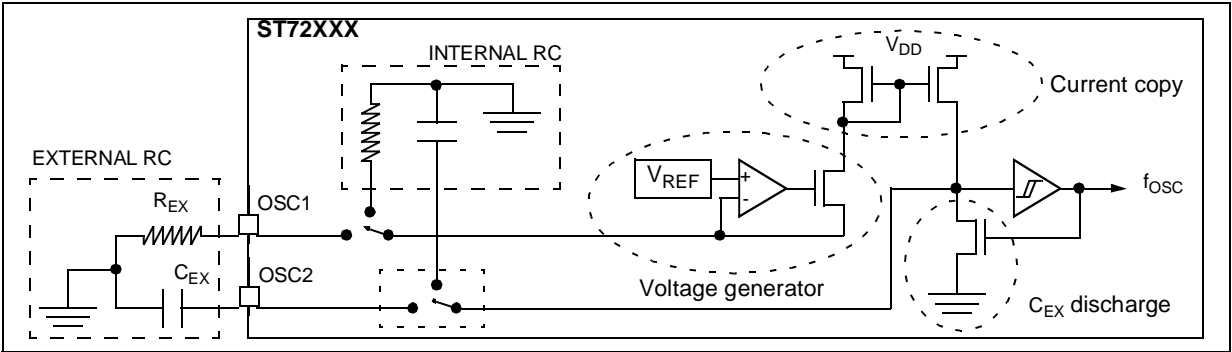 ST72XXX
INTERNAL RC
V_DD
Current copy
EXTERNAL RC
V_REF
+
-
f_OSC
R_EX
OSC1
C_EX
OSC2
Voltage generator
C_EX discharge